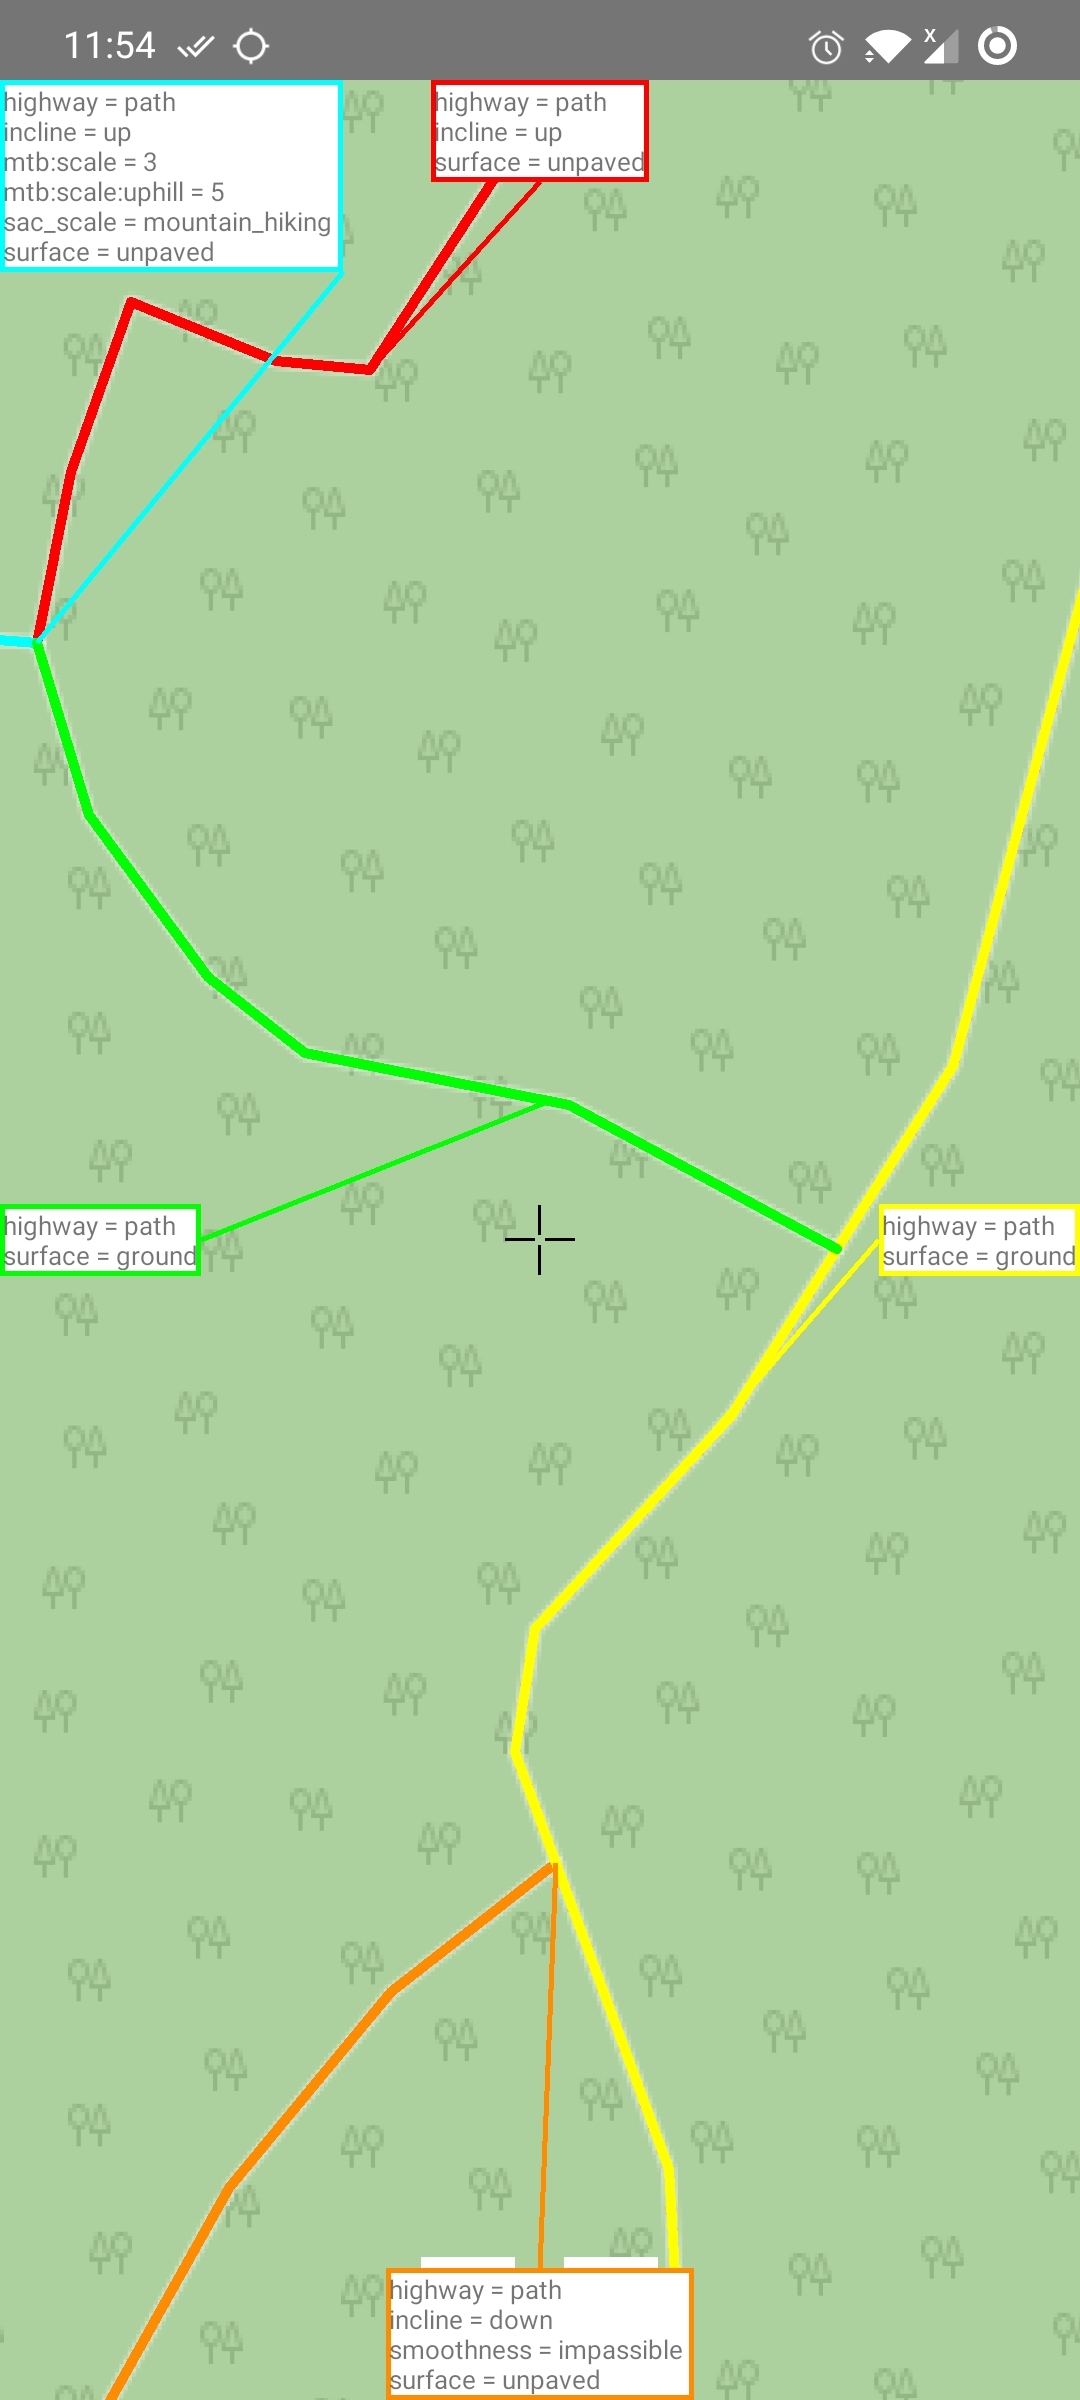 11:54
X
highway = path
incline = up
mtb:scale = 3
mtb:scale:uphill = 5
sac_scale = mountain_hiking
surface = unpaved
highway = path
incline = up
surface = unpaved
highway = path
surface = ground
highway = path
surface = ground
highway = path
incline = down
smoothness = impassible
surface = unpaved